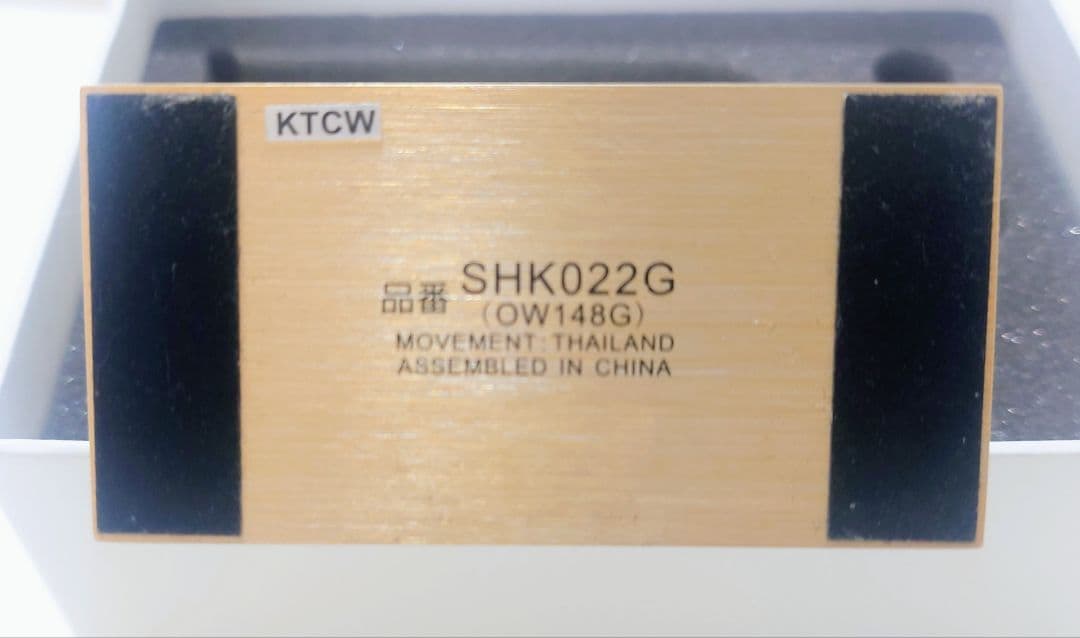 KTCW
品番 SHK022G
(OW148G)
MOVEMENT: THAILAND
ASSEMBLED IN CHINA